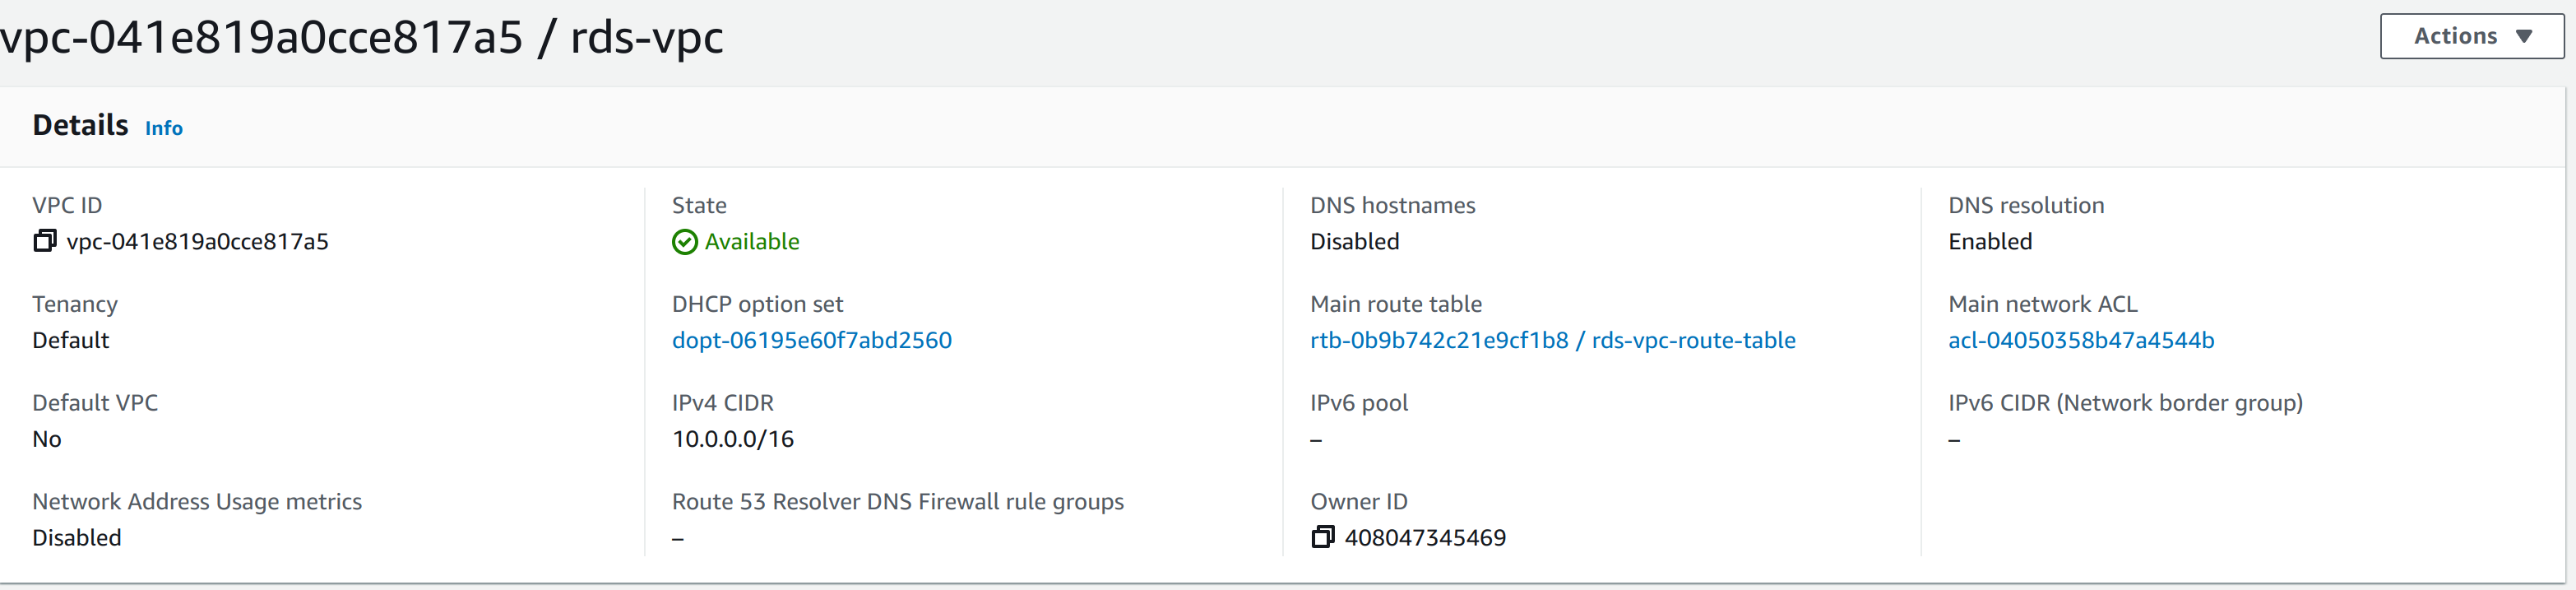 vpc-041e819a0cce817a5 / rds-vpc
Actions
Details Info
VPC ID
vpc-041e819a0cce817a5
State
Available
DNS hostnames
Disabled
DNS resolution
Enabled
Tenancy
Default
DHCP option set
dopt-06195e60f7abd2560
Main route table
rtb-0b9b742c21e9cf1b8 / rds-vpc-route-table
Main network ACL
acl-04050358b47a4544b
Default VPC
No
IPv4 CIDR
10.0.0.0/16
IPv6 pool
–
IPv6 CIDR (Network border group)
–
Network Address Usage metrics
Disabled
Route 53 Resolver DNS Firewall rule groups
–
Owner ID
408047345469